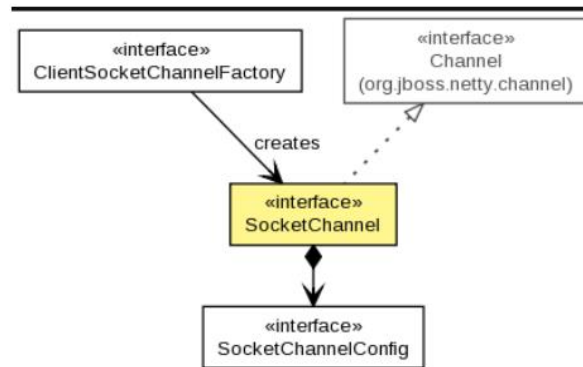 «interface»
ClientSocketChannelFactory
«interface»
Channel
(org.jboss.netty.channel)
creates
«interface»
SocketChannel
«interface»
SocketChannelConfig